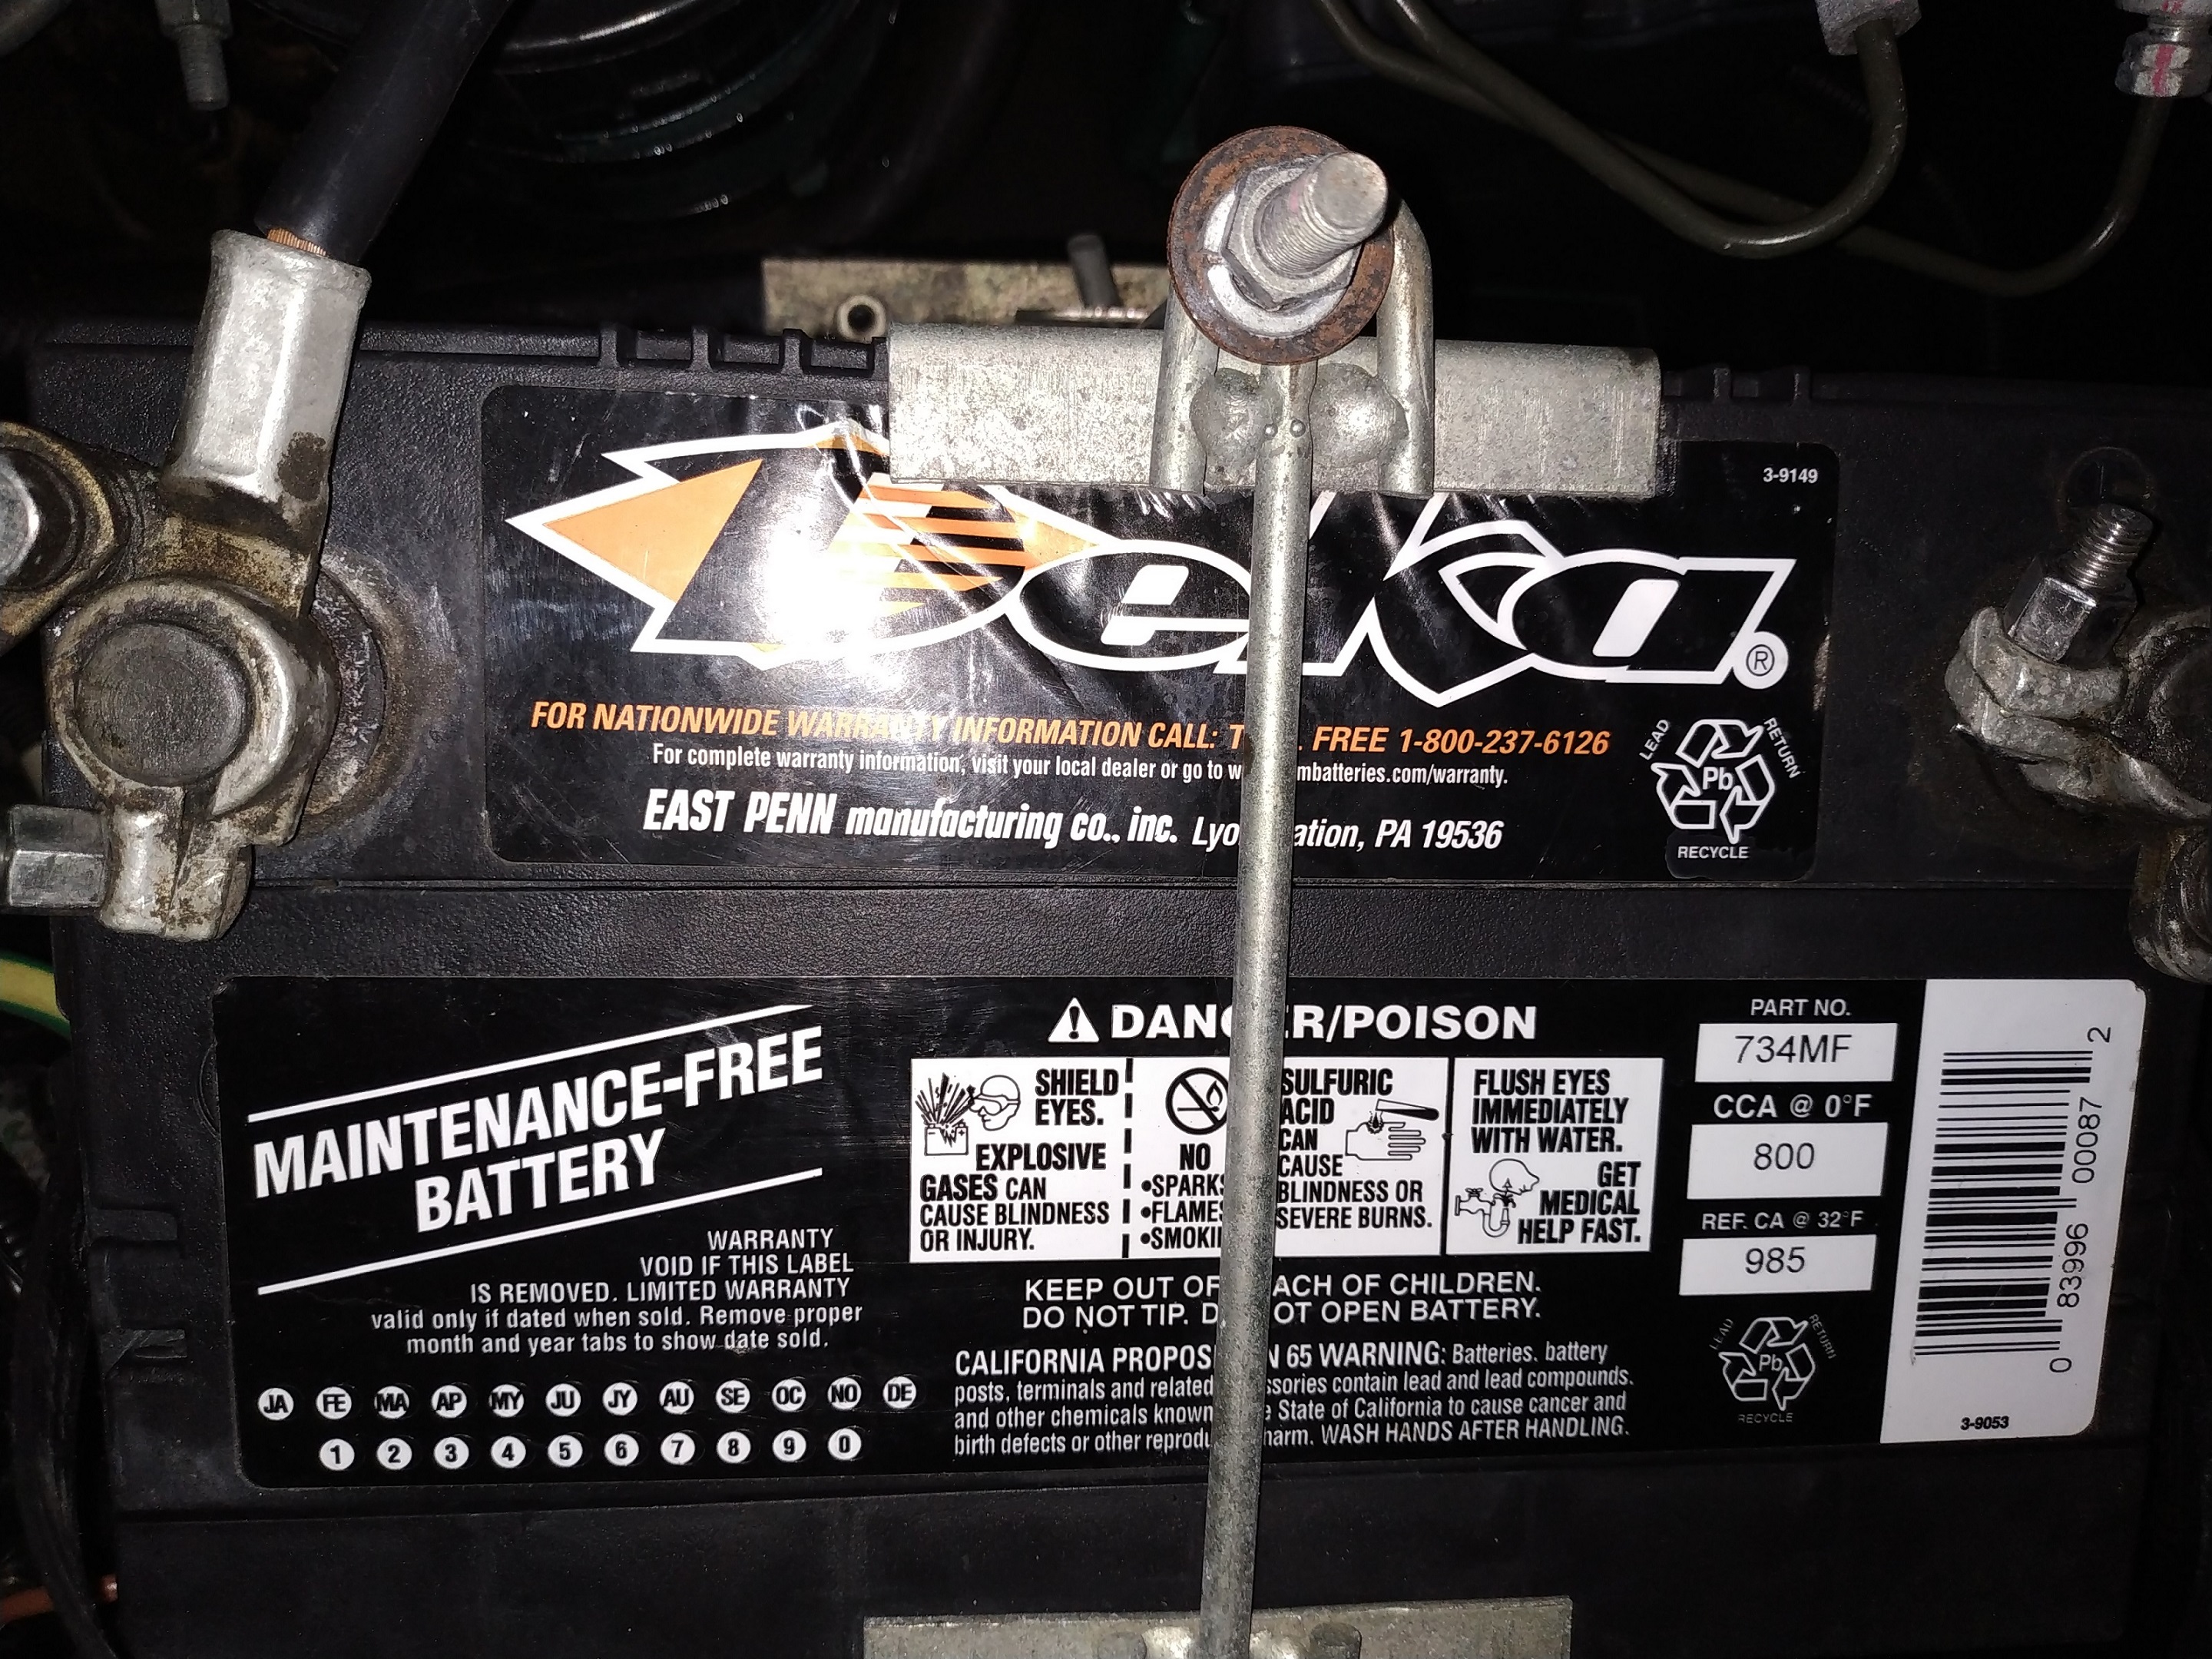 3-9149
Deka®
FOR NATIONWIDE WARRANTY INFORMATION CALL: T FREE 1-800-237-6126
For complete warranty information, visit your local dealer or go to w mbatteries.com/warranty.
EAST PENN manufacturing co., inc. Lyo ation, PA 19536
LEAD
RETURN
Pb
RECYCLE
MAINTENANCE-FREE
BATTERY
WARRANTY
VOID IF THIS LABEL
IS REMOVED. LIMITED WARRANTY
valid only if dated when sold. Remove proper
month and year tabs to show date sold.
JA FE MA AP MY JU JY AU SE OC NO DE
1 2 3 4 5 6 7 8 9 0
DANG R/POISON
SHIELD
EYES.
EXPLOSIVE
GASES CAN
CAUSE BLINDNESS
OR INJURY.
NO
•SPARKS
•FLAMES
•SMOKI
SULFURIC
ACID
CAN
CAUSE
BLINDNESS OR
SEVERE BURNS.
FLUSH EYES
IMMEDIATELY
WITH WATER.
GET
MEDICAL
HELP FAST.
KEEP OUT OF ACH OF CHILDREN.
DO NOT TIP. D OT OPEN BATTERY.
CALIFORNIA PROPOS N 65 WARNING: Batteries, battery
posts, terminals and related ssories contain lead and lead compounds.
and other chemicals known e State of California to cause cancer and
birth defects or other reprodu harm. WASH HANDS AFTER HANDLING.
PART NO.
734MF
CCA @ 0°F
800
REF. CA @ 32°F
985
LEAD
RETURN
Pb
RECYCLE
0 83996 00087 2
3-9053